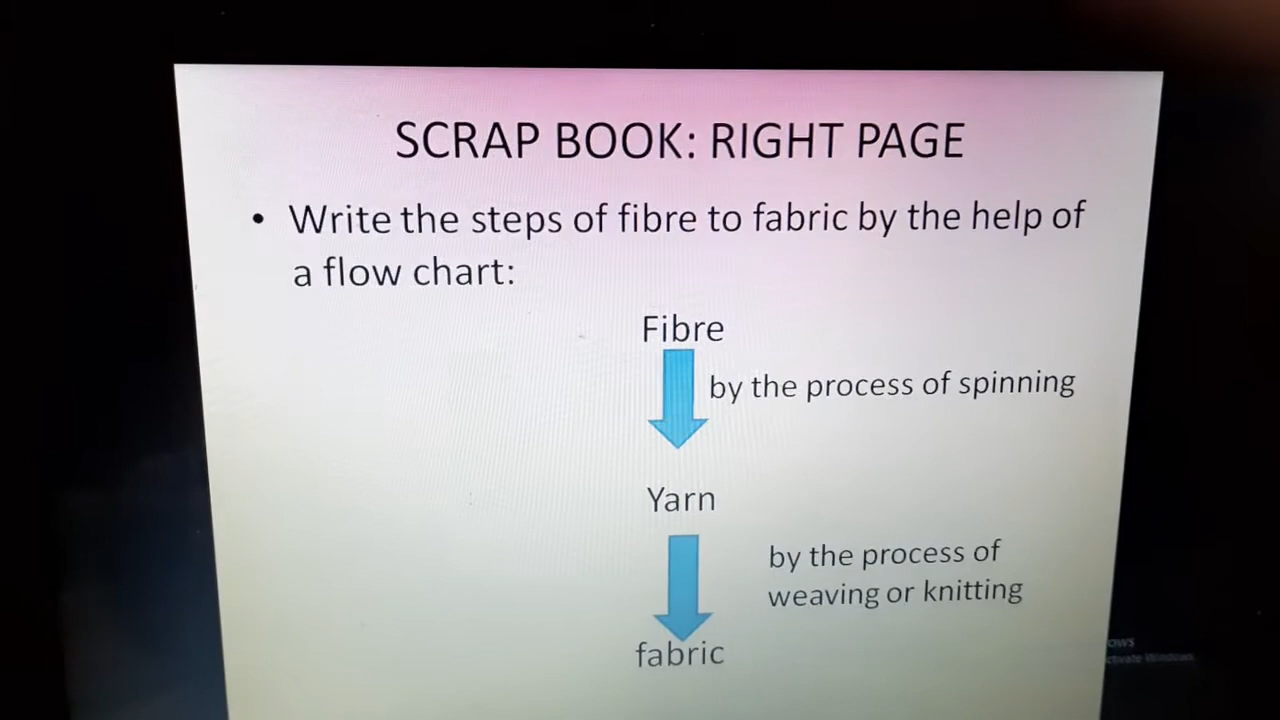 SCRAP BOOK: RIGHT PAGE
• Write the steps of fibre to fabric by the help of
a flow chart:
Fibre
by the process of spinning
Yarn
by the process of
weaving or knitting
fabric